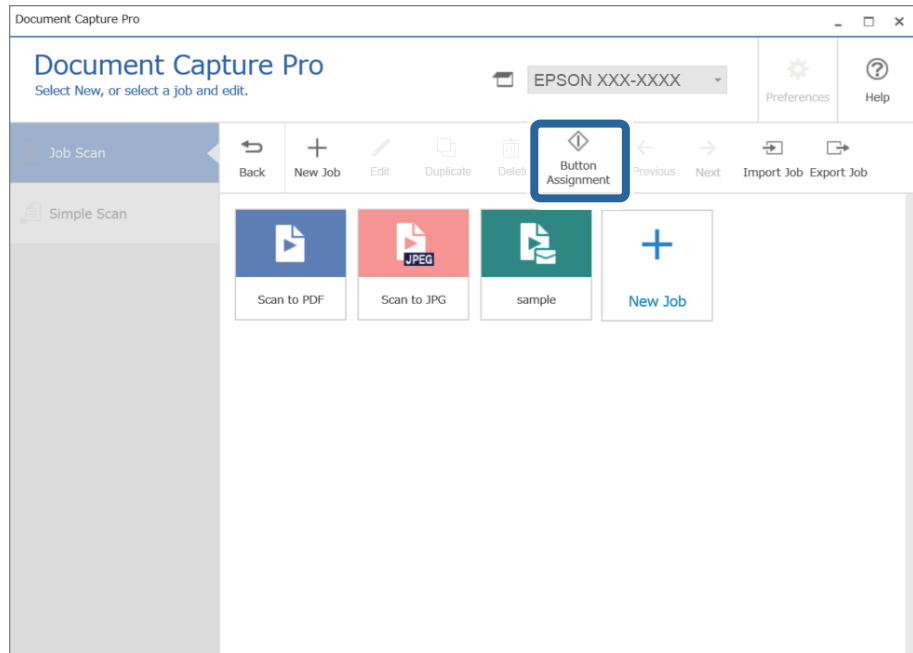 Document Capture Pro
Document Capture Pro
Select New, or select a job and edit.
EPSON XXX-XXXX
Preferences
Help
Job Scan
Simple Scan
Back
New Job
Edit
Duplicate
Delete
Button
Assignment
Previous
Next
Import Job
Export Job
JPEG
Scan to PDF
Scan to JPG
sample
New Job